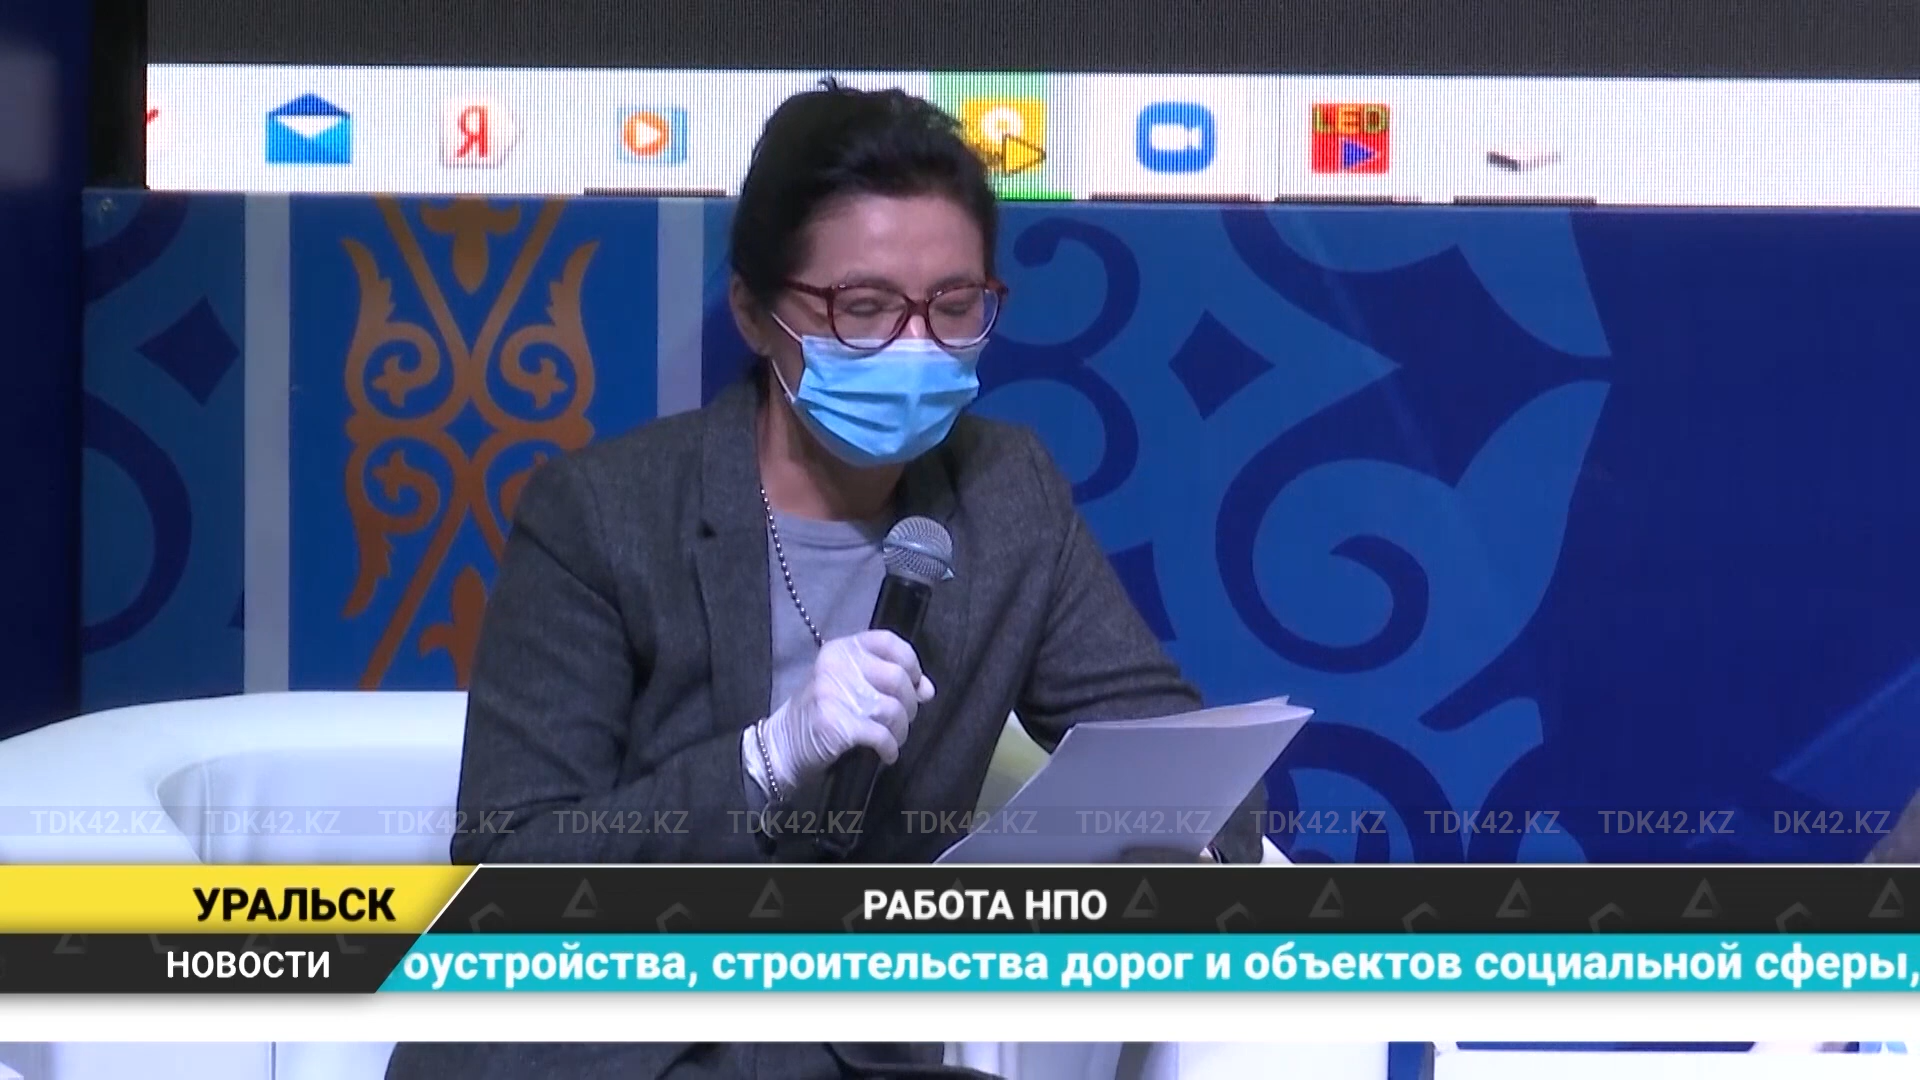 Я
LED
TDK42.KZ TDK42.KZ TDK42.KZ TDK42.KZ TDK42.KZ TDK42.KZ TDK42.KZ TDK42.KZ TDK42.KZ TDK42.KZ DK42.KZ
УРАЛЬСК
РАБОТА НПО
НОВОСТИ
оустройства, строительства дорог и объектов социальной сферы,